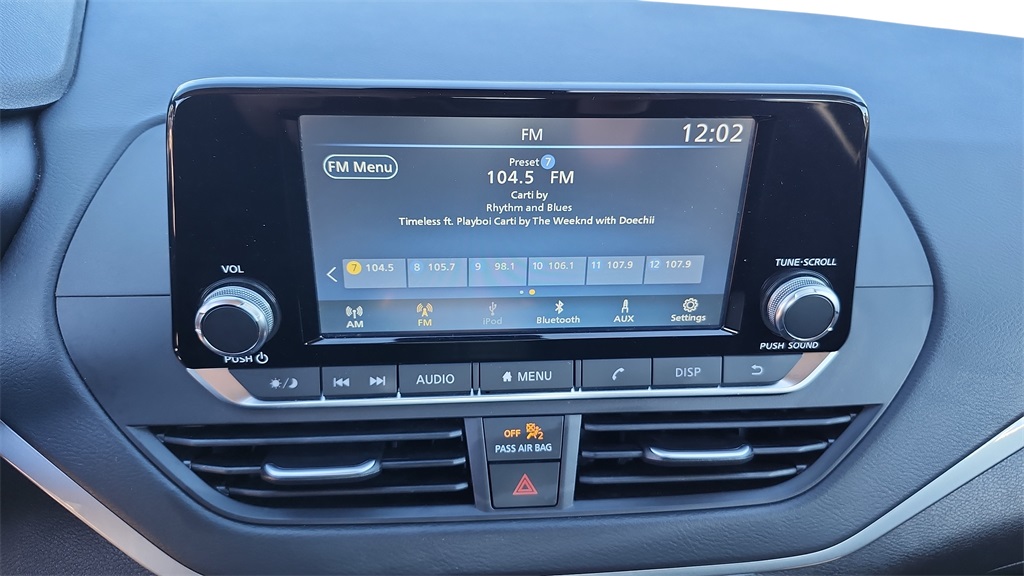 FM 12:02
FM Menu
Preset 7
104.5 FM
Carti by
Rhythm and Blues
Timeless ft. Playboi Carti by The Weeknd with Doechii
7 104.5 8 105.7 9 98.1 10 106.1 11 107.9 12 107.9
AM FM iPod Bluetooth AUX Settings
VOL
PUSH
TUNE·SCROLL
PUSH SOUND
AUDIO MENU DISP
OFF 2
PASS AIR BAG